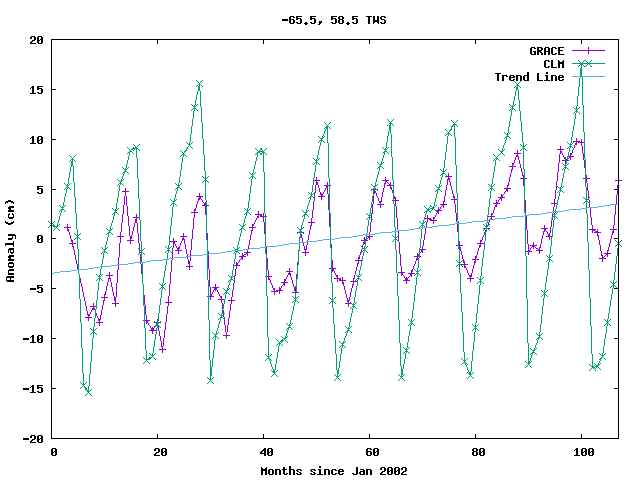 -65.5, 58.5 TWS
GRACE
CLM
Trend Line
20
15
10
5
0
-5
-10
-15
-20
Anomaly (cm)
0 20 40 60 80 100
Months since Jan 2002